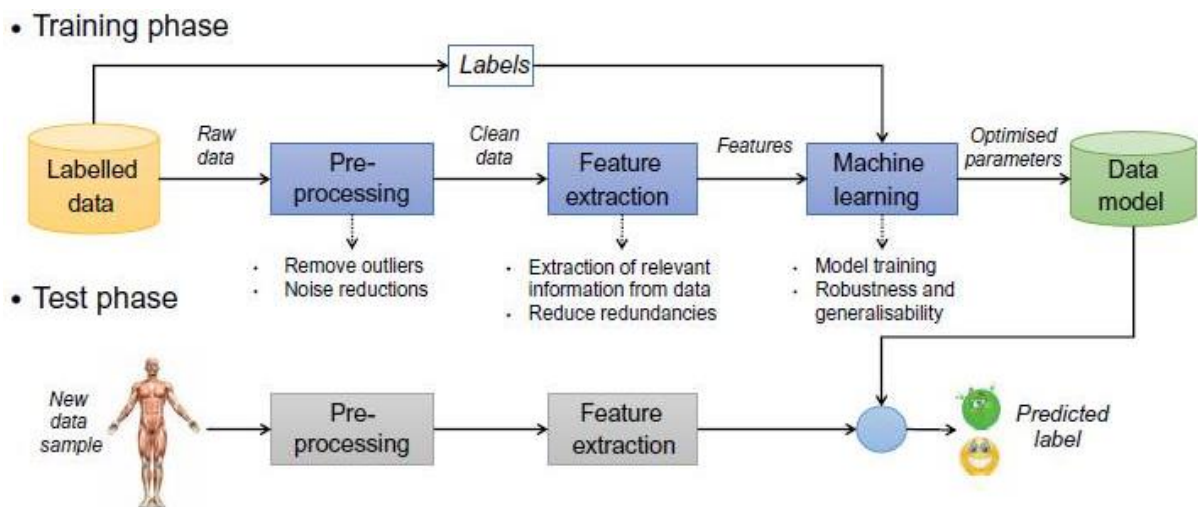 • Training phase
Labels
Raw
data
Clean
data
Features
Optimised
parameters
Labelled
data
Pre-
processing
Feature
extraction
Machine
learning
Data
model
· Remove outliers
· Noise reductions
· Extraction of relevant
information from data
· Reduce redundancies
· Model training
· Robustness and
generalisability
• Test phase
New
data
sample
Pre-
processing
Feature
extraction
Predicted
label